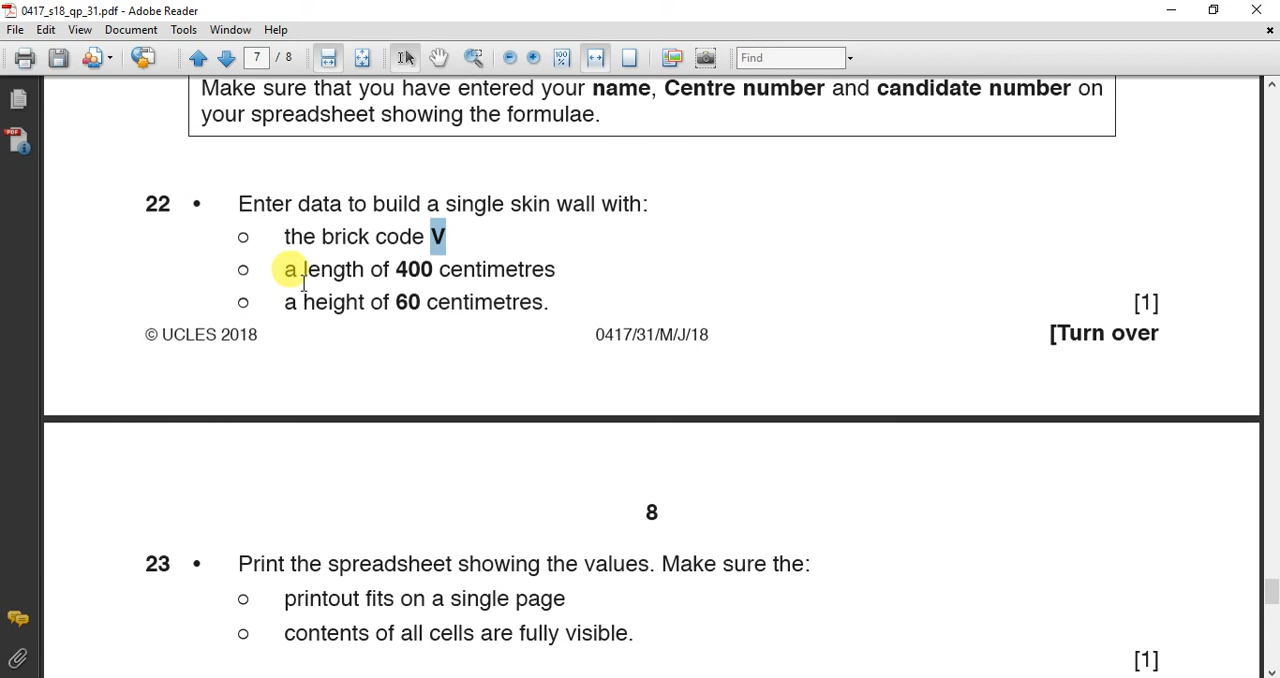 0417_s18_qp_31.pdf - Adobe Reader
File Edit View Document Tools Window Help
7 / 8 Find
Make sure that you have entered your name, Centre number and candidate number on
your spreadsheet showing the formulae.
22 • Enter data to build a single skin wall with:
○ the brick code V
○ a length of 400 centimetres
○ a height of 60 centimetres. [1]
© UCLES 2018 0417/31/M/J/18 [Turn over
8
23 • Print the spreadsheet showing the values. Make sure the:
○ printout fits on a single page
○ contents of all cells are fully visible.
[1]